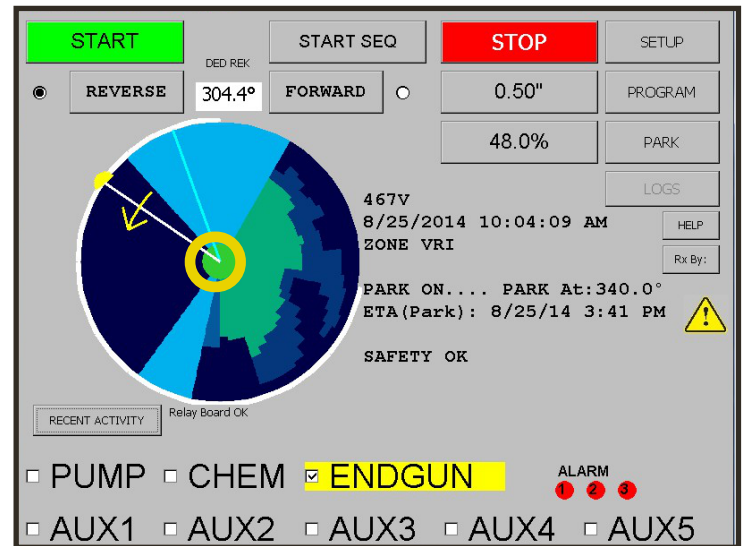 START
START SEQ
STOP
SETUP
DED REK
REVERSE
304.4°
FORWARD
0.50"
PROGRAM
48.0%
PARK
LOGS
467V
8/25/2014 10:04:09 AM
HELP
ZONE VRI
Rx By:
PARK ON.... PARK At:340.0°
ETA(Park): 8/25/14 3:41 PM
SAFETY OK
RECENT ACTIVITY
Relay Board OK
PUMP
CHEM
ENDGUN
ALARM
1 2 3
AUX1
AUX2
AUX3
AUX4
AUX5